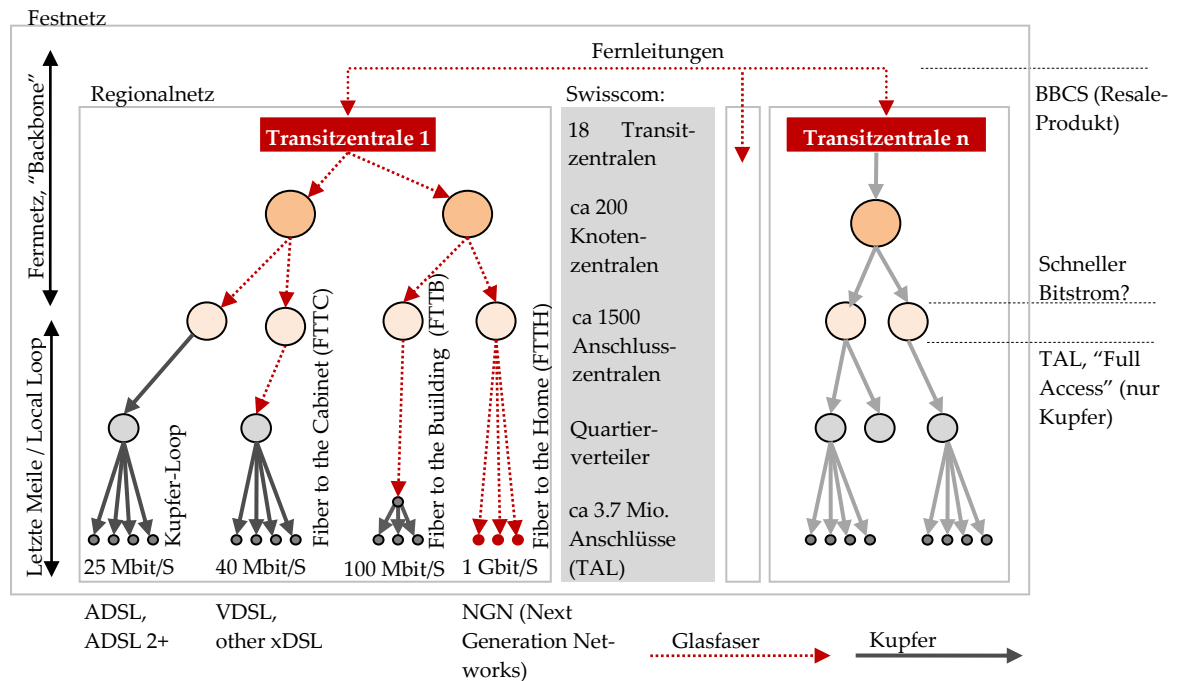 Festnetz
Fernleitungen
Fernnetz, “Backbone”
Letzte Meile / Local Loop
Regionalnetz
Transitzentrale 1
Kupfer-Loop
Fiber to the Cabinet (FTTC)
Fiber to the Buiilding (FTTB)
Fiber to the Home (FTTH)
25 Mbit/S
40 Mbit/S
100 Mbit/S
1 Gbit/S
ADSL,
ADSL 2+
VDSL,
other xDSL
NGN (Next
Generation Net-
works)
Swisscom:
18 Transit-
zentralen
ca 200
Knoten-
zentralen
ca 1500
Anschluss-
zentralen
Quartier-
verteiler
ca 3.7 Mio.
Anschlüsse
(TAL)
Transitzentrale n
BBCS (Resale-
Produkt)
Schneller
Bitstrom?
TAL, “Full
Access” (nur
Kupfer)
Glasfaser
Kupfer